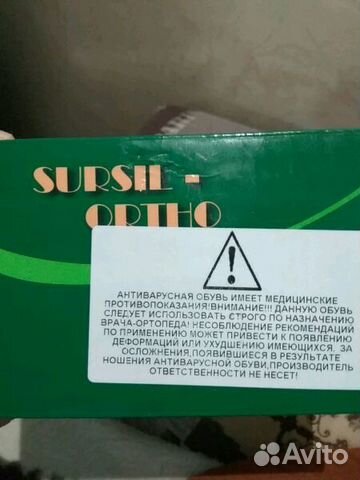 SURSIL -
ORTHO
АНТИВАРУСНАЯ ОБУВЬ ИМЕЕТ МЕДИЦИНСКИЕ
ПРОТИВОПОКАЗАНИЯ!ВНИМАНИЕ!!! ДАННУЮ ОБУВЬ
СЛЕДУЕТ ИСПОЛЬЗОВАТЬ СТРОГО ПО НАЗНАЧЕНИЮ
ВРАЧА-ОРТОПЕДА! НЕСОБЛЮДЕНИЕ РЕКОМЕНДАЦИЙ
ПО ПРИМЕНЕНИЮ МОЖЕТ ПРИВЕСТИ К ПОЯВЛЕНИЮ
ДЕФОРМАЦИЙ ИЛИ УХУДШЕНИЮ ИМЕЮЩИХСЯ. ЗА
ОСЛОЖНЕНИЯ,ПОЯВИВШИЕСЯ В РЕЗУЛЬТАТЕ
НОШЕНИЯ АНТИВАРУСНОЙ ОБУВИ,ПРОИЗВОДИТЕЛЬ
ОТВЕТСТВЕННОСТИ НЕ НЕСЕТ!
Avito